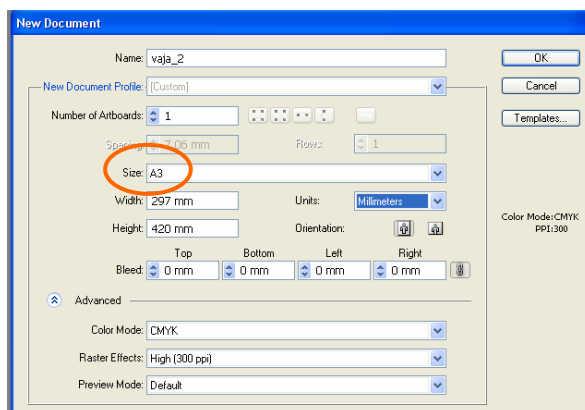 New Document
Name: vaja_2
OK
New Document Profile: [Custom]
Cancel
Number of Artboards: 1
Templates...
Spacing: 7.06 mm
Rows: 1
Size: A3
Width: 297 mm
Units: Millimeters
Color Mode:CMYK
PPI:300
Height: 420 mm
Orientation:
Top Bottom Left Right
Bleed: 0 mm 0 mm 0 mm 0 mm
Advanced
Color Mode: CMYK
Raster Effects: High (300 ppi)
Preview Mode: Default